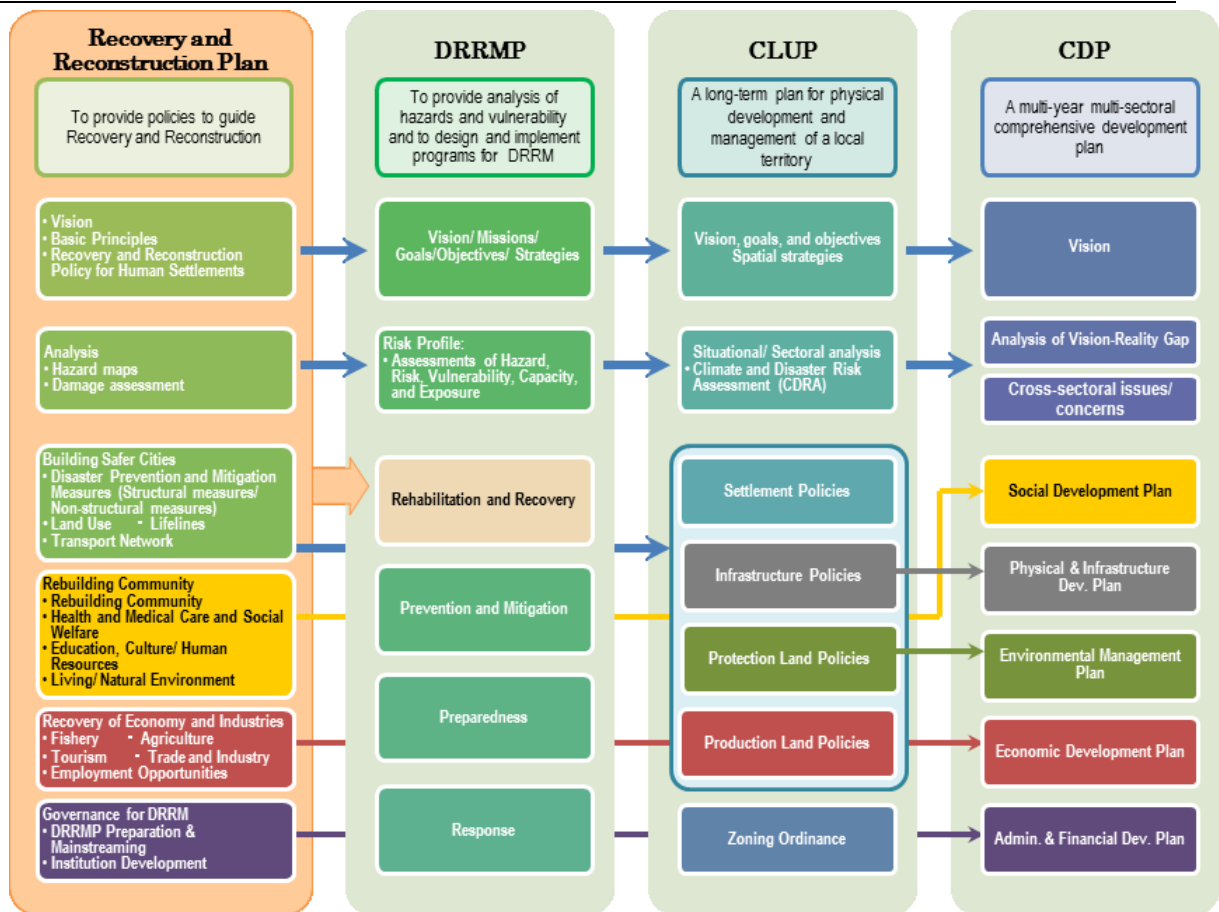 Recovery and
Reconstruction Plan
To provide policies to guide
Recovery and Reconstruction
• Vision
• Basic Principles
• Recovery and Reconstruction
Policy for Human Settlements
Analysis
• Hazard maps
• Damage assessment
Building Safer Cities
• Disaster Prevention and Mitigation
Measures (Structural measures/
Non-structural measures)
• Land Use - Lifelines
• Transport Network
Rebuilding Community
• Rebuilding Community
• Health and Medical Care and Social
Welfare
• Education, Culture/ Human
Resources
• Living/ Natural Environment
Recovery of Economy and Industries
• Fishery - Agriculture
• Tourism - Trade and Industry
• Employment Opportunities
Governance for DRRM
• DRRMP Preparation &
Mainstreaming
• Institution Development
DRRMP
To provide analysis of
hazards and vulnerability
and to design and implement
programs for DRRM
Vision/ Missions/
Goals/Objectives/ Strategies
Risk Profile:
• Assessments of Hazard,
Risk, Vulnerability, Capacity,
and Exposure
Rehabilitation and Recovery
Prevention and Mitigation
Preparedness
Response
CLUP
A long-term plan for physical
development and
management of a local
territory
Vision, goals, and objectives
Spatial strategies
Situational/ Sectoral analysis
• Climate and Disaster Risk
Assessment (CDRA)
Settlement Policies
Infrastructure Policies
Protection Land Policies
Production Land Policies
Zoning Ordinance
CDP
A multi-year multi-sectoral
comprehensive development
plan
Vision
Analysis of Vision-Reality Gap
Cross-sectoral issues/
concerns
Social Development Plan
Physical & Infrastructure
Dev. Plan
Environmental Management
Plan
Economic Development Plan
Admin. & Financial Dev. Plan